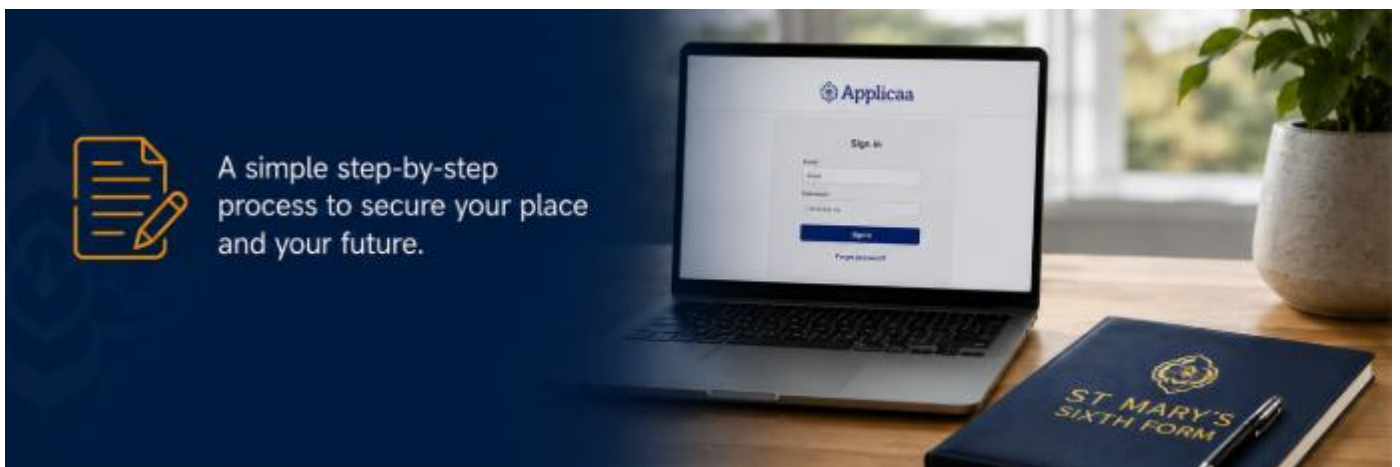 A simple step-by-step
process to secure your place
and your future.
Applicaa
Sign in
Email
Password
Sign in
Forgot password?
ST MARY'S
SIXTH FORM